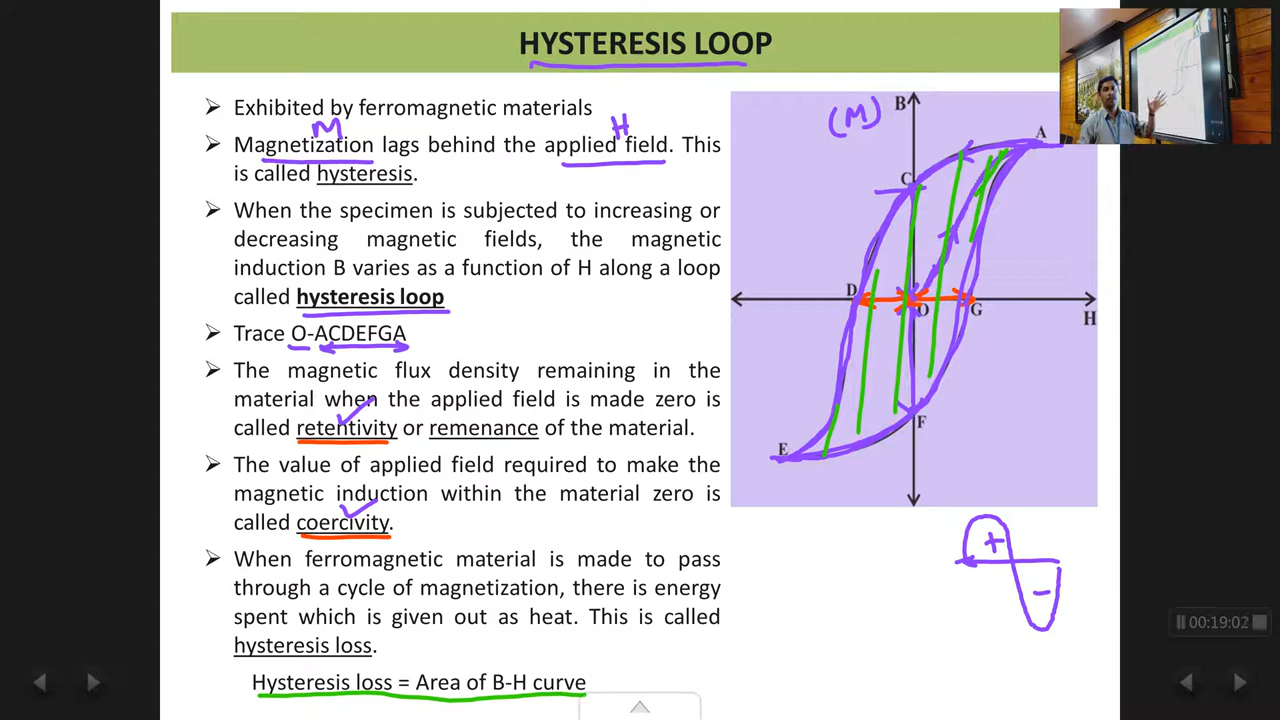 HYSTERESIS LOOP
➢ Exhibited by ferromagnetic materials
M
H
➢ Magnetization lags behind the applied field. This
is called hysteresis.
➢ When the specimen is subjected to increasing or
decreasing magnetic fields, the magnetic
induction B varies as a function of H along a loop
called hysteresis loop
➢ Trace O-ACDEFGA
➢ The magnetic flux density remaining in the
material when the applied field is made zero is
called retentivity or remenance of the material.
➢ The value of applied field required to make the
magnetic induction within the material zero is
called coercivity.
➢ When ferromagnetic material is made to pass
through a cycle of magnetization, there is energy
spent which is given out as heat. This is called
hysteresis loss.
Hysteresis loss = Area of B-H curve
(M)
B
A
C
D
O
G
H
F
E
+
-
00:19:02